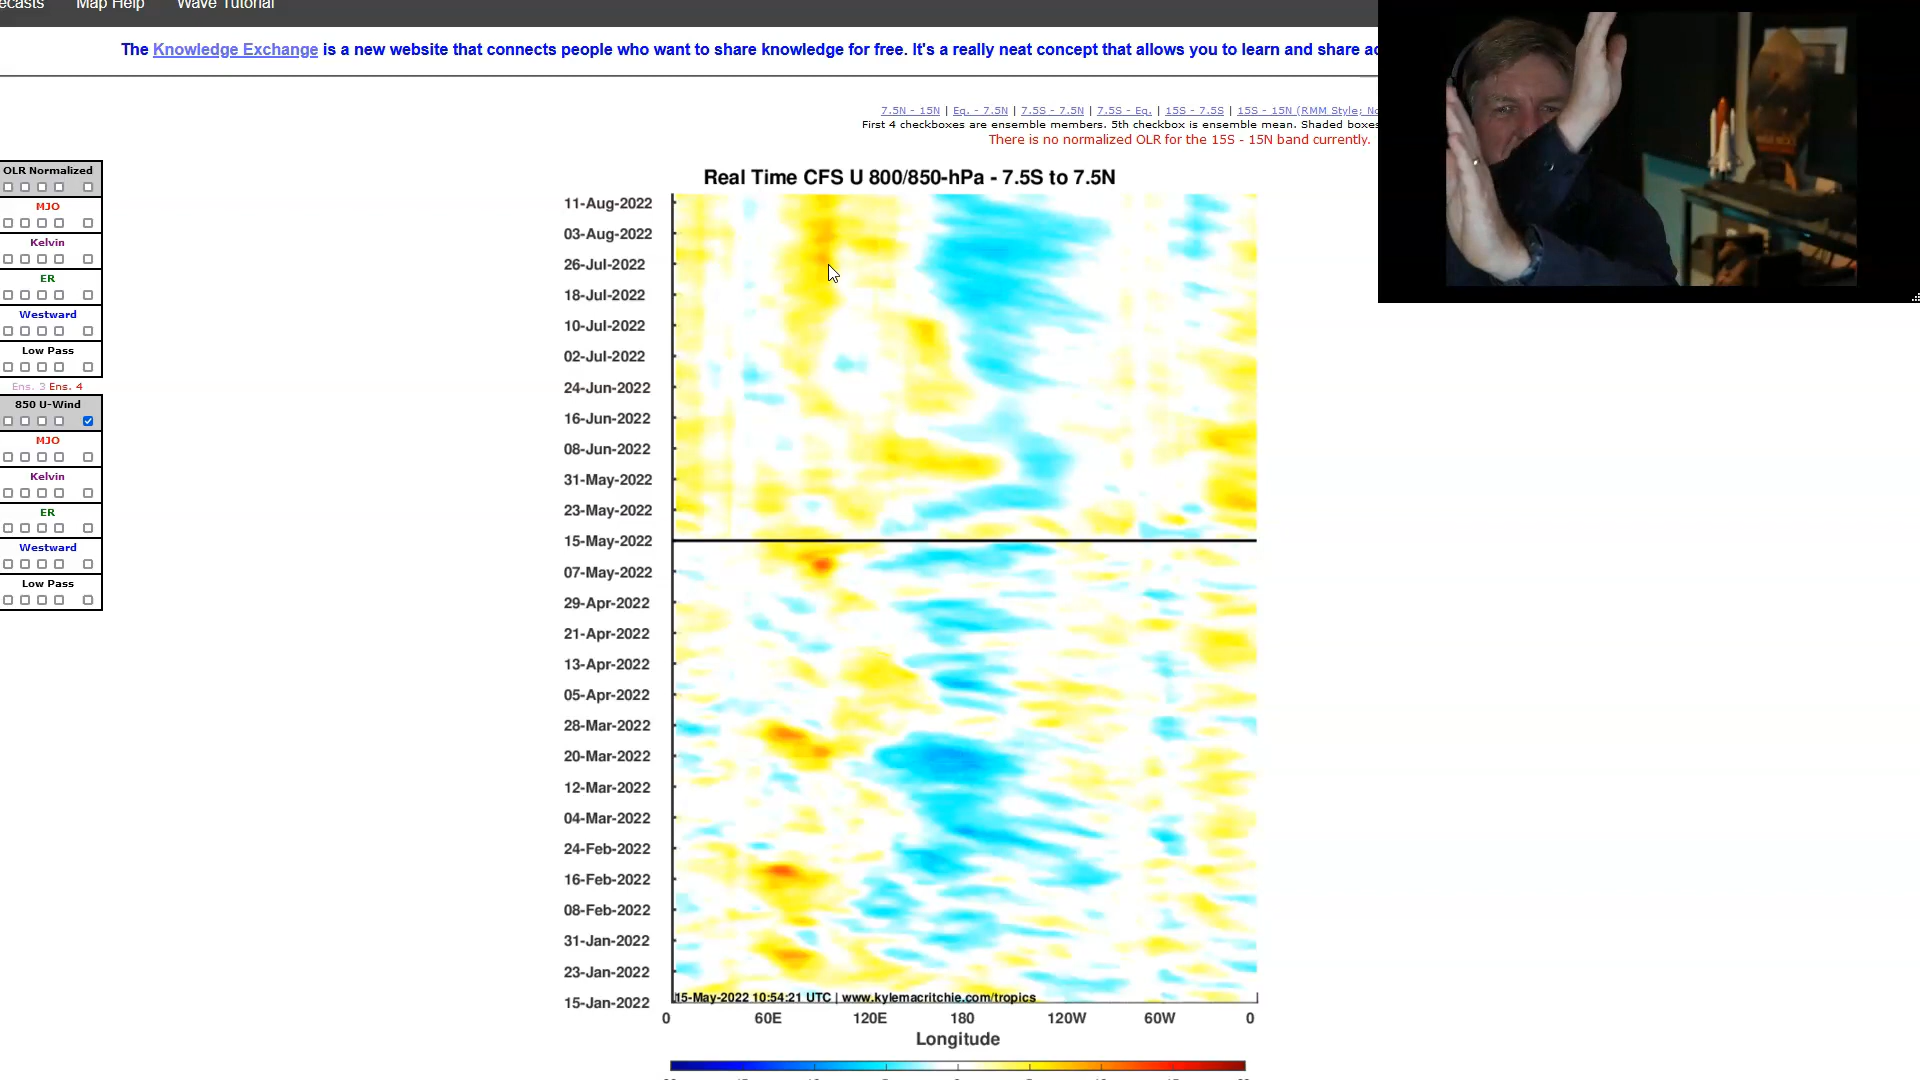 ecasts Map Help Wave Tutorial
The Knowledge Exchange is a new website that connects people who want to share knowledge for free. It's a really neat concept that allows you to learn and share ac
7.5N - 15N | Eq. - 7.5N | 7.5S - 7.5N | 7.5S - Eq. | 15S - 7.5S | 15S - 15N (RMM Style; No
First 4 checkboxes are ensemble members. 5th checkbox is ensemble mean. Shaded boxes
There is no normalized OLR for the 15S - 15N band currently.
OLR Normalized
MJO
Kelvin
ER
Westward
Low Pass
Ens. 3 Ens. 4
850 U-Wind
MJO
Kelvin
ER
Westward
Low Pass
Real Time CFS U 800/850-hPa - 7.5S to 7.5N
11-Aug-2022
03-Aug-2022
26-Jul-2022
18-Jul-2022
10-Jul-2022
02-Jul-2022
24-Jun-2022
16-Jun-2022
08-Jun-2022
31-May-2022
23-May-2022
15-May-2022
07-May-2022
29-Apr-2022
21-Apr-2022
13-Apr-2022
05-Apr-2022
28-Mar-2022
20-Mar-2022
12-Mar-2022
04-Mar-2022
24-Feb-2022
16-Feb-2022
08-Feb-2022
31-Jan-2022
23-Jan-2022
15-Jan-2022
15-May-2022 10:54:21 UTC | www.kylemacritchie.com/tropics
0 60E 120E 180 120W 60W 0
Longitude